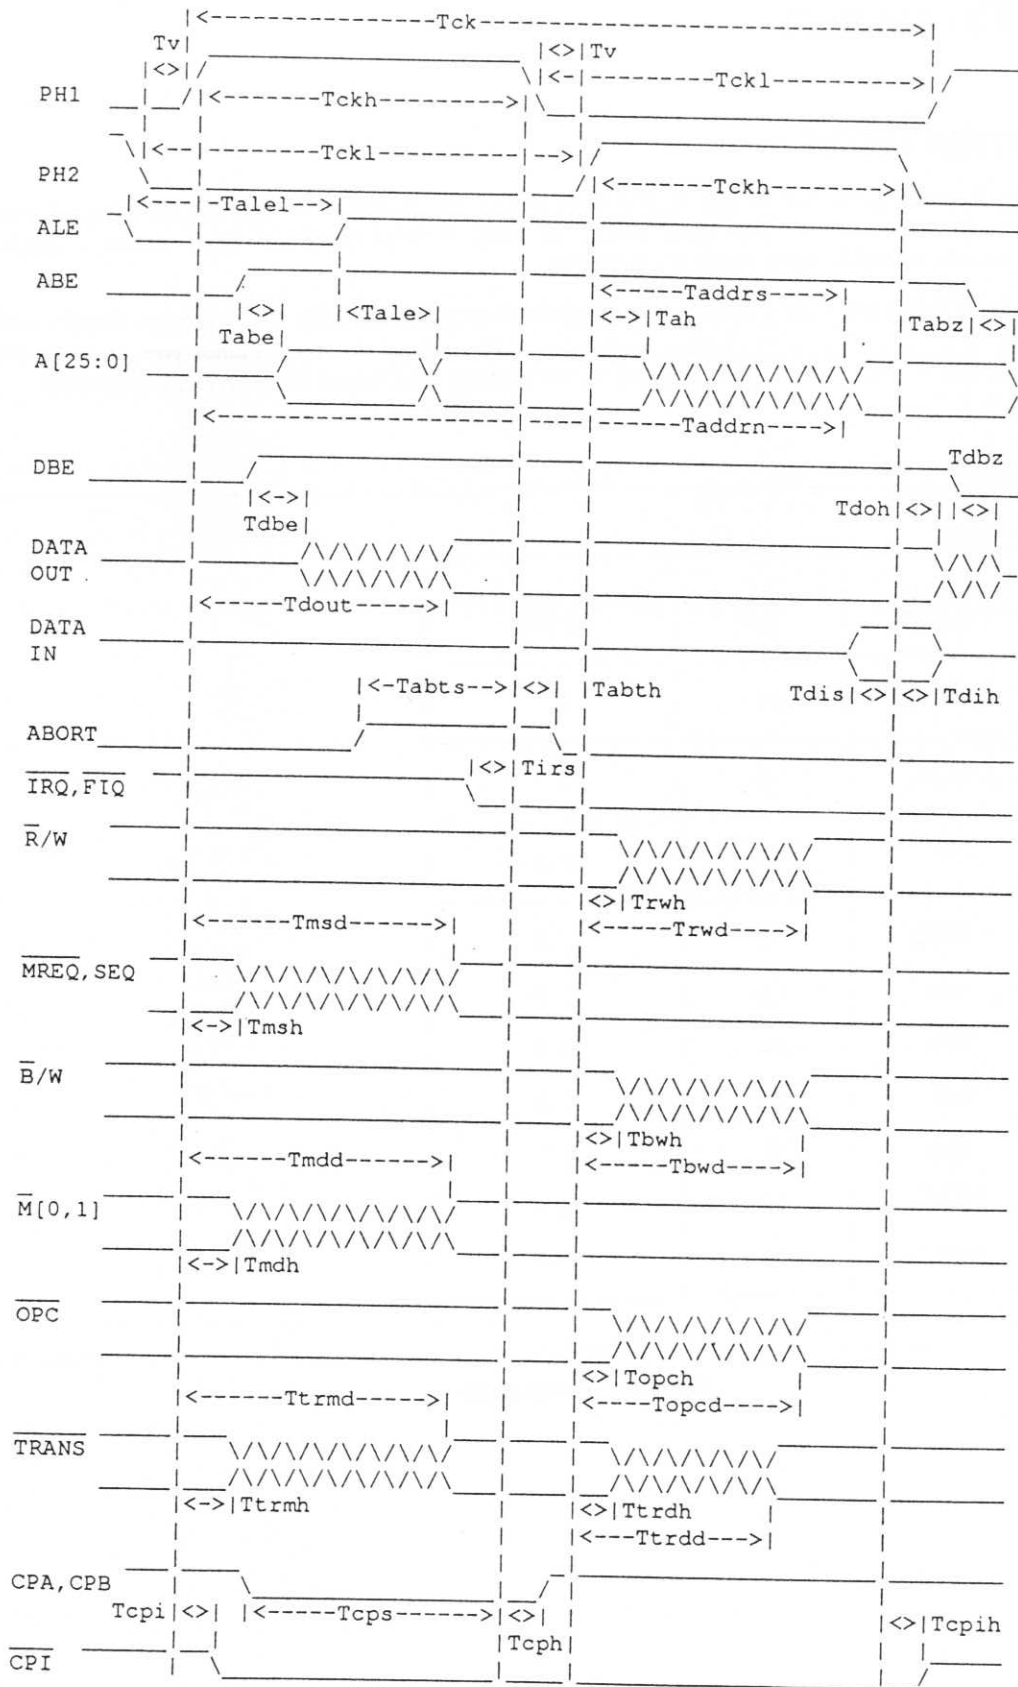 Tck
Tv Tv
Tckl
PH1
Tckh
Tckl
PH2
Tckh
Talel
ALE
ABE
Taddrs
Tale Tah
Tabe Tabz
A[25:0]
Taddrn
DBE Tdbz
Tdoh
Tdbe
DATA
OUT
Tdout
DATA
IN
Tabts Tabth Tdis Tdih
ABORT
Tirs
IRQ,FIQ
R/W
Trwh
Tmsd Trwd
MREQ,SEQ
Tmsh
B/W
Tbwh
Tmdd Tbwd
M[0,1]
Tmdh
OPC
Topch
Ttrmd Topcd
TRANS
Ttrmh Ttrdh
Ttrdd
CPA,CPB
Tcpi Tcps Tcpih
Tcph
CPI